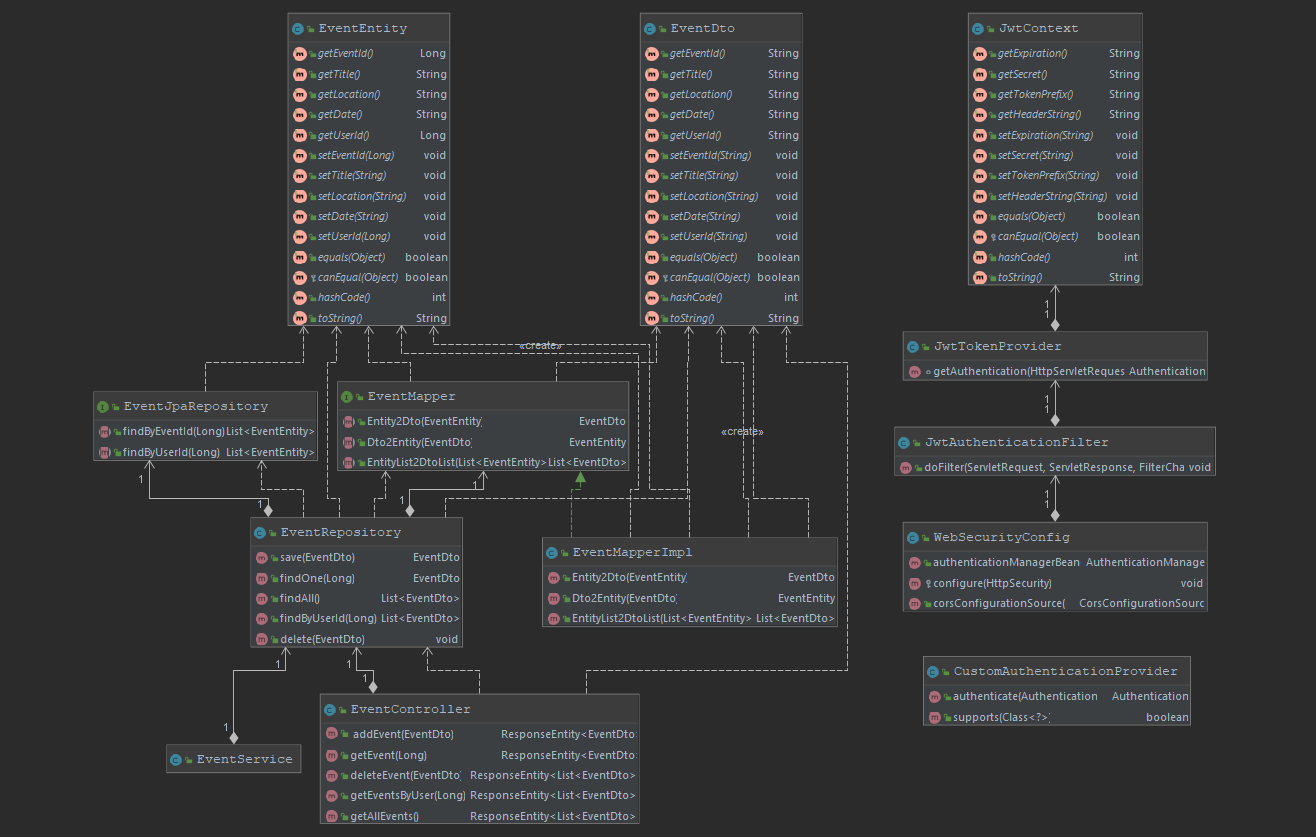 EventEntity
getEventId() Long
getTitle() String
getLocation() String
getDate() String
getUserId() Long
setEventId(Long) void
setTitle(String) void
setLocation(String) void
setDate(String) void
setUserId(Long) void
equals(Object) boolean
canEqual(Object) boolean
hashCode() int
toString() String
EventDto
getEventId() String
getTitle() String
getLocation() String
getDate() String
getUserId() String
setEventId(String) void
setTitle(String) void
setLocation(String) void
setDate(String) void
setUserId(String) void
equals(Object) boolean
canEqual(Object) boolean
hashCode() int
toString() String
JwtContext
getExpiration() String
getSecret() String
getTokenPrefix() String
getHeaderString() String
setExpiration(String) void
setSecret(String) void
setTokenPrefix(String) void
setHeaderString(String) void
equals(Object) boolean
canEqual(Object) boolean
hashCode() int
toString() String
1
1
«create»
JwtTokenProvider
getAuthentication(HttpServletReques Authentication
1
1
EventJpaRepository
findByEventId(Long) List<EventEntity>
findByUserId(Long) List<EventEntity>
EventMapper
Entity2Dto(EventEntity) EventDto
Dto2Entity(EventDto) EventEntity
EntityList2DtoList(List<EventEntity> List<EventDto>
«create»
JwtAuthenticationFilter
doFilter(ServletRequest, ServletResponse, FilterCha void
1
1
1
1
1
1
EventRepository
save(EventDto) EventDto
findOne(Long) EventDto
findAll() List<EventDto>
findByUserId(Long) List<EventDto>
delete(EventDto) void
EventMapperImpl
Entity2Dto(EventEntity) EventDto
Dto2Entity(EventDto) EventEntity
EntityList2DtoList(List<EventEntity> List<EventDto>
WebSecurityConfig
authenticationManagerBean AuthenticationManage
configure(HttpSecurity) void
corsConfigurationSource( CorsConfigurationSourc
1
1
1
1
CustomAuthenticationProvider
authenticate(Authentication Authentication
supports(Class<?>) boolean
EventController
addEvent(EventDto) ResponseEntity<EventDto
getEvent(Long) ResponseEntity<EventDto
deleteEvent(EventDto) ResponseEntity<List<EventDto>
getEventsByUser(Long) ResponseEntity<List<EventDto>
getAllEvents() ResponseEntity<List<EventDto>
EventService